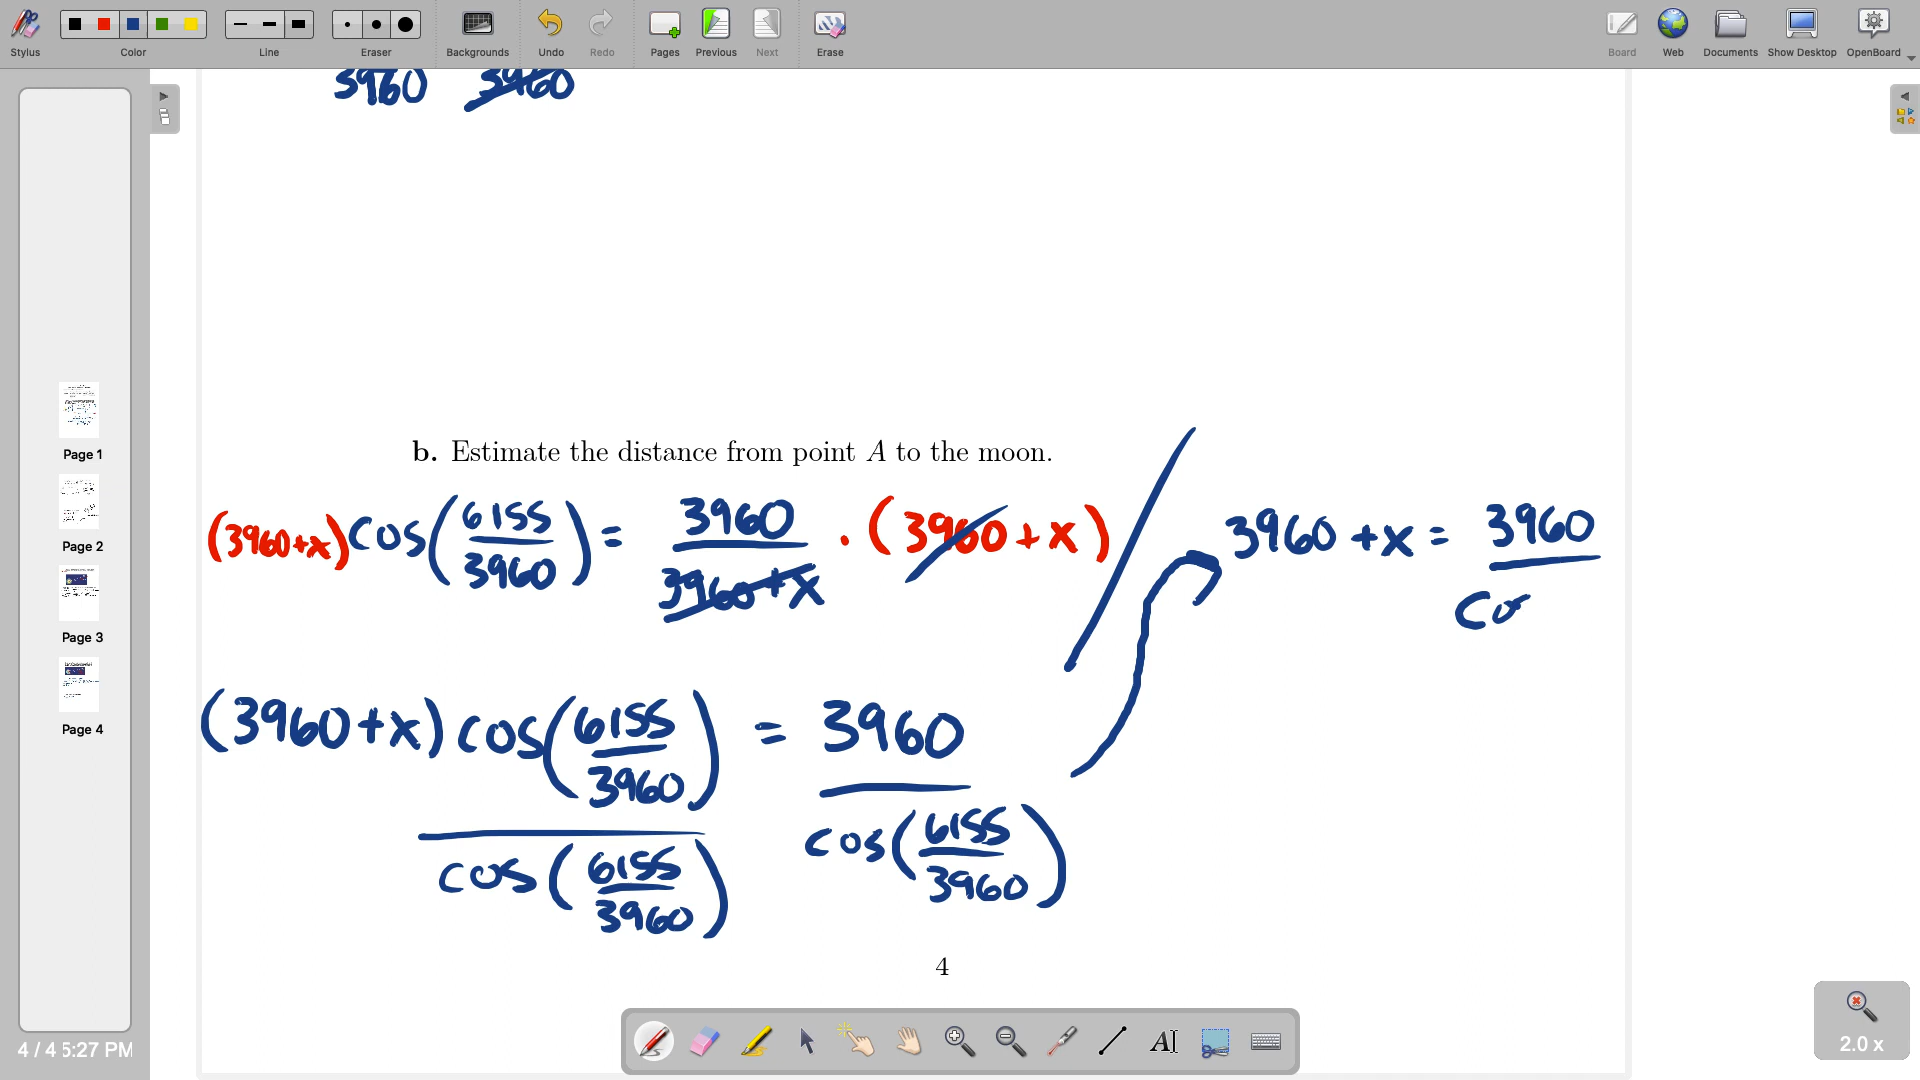 Stylus Color Line Eraser Backgrounds Undo Redo Pages Previous Next Erase Board Web Documents Show Desktop OpenBoard
3960 3960
b. Estimate the distance from point A to the moon.
(3960+x) cos(6155/3960) = 3960/(3960+x) · (3960+x)
3960+x = 3960/cos
(3960+x) cos(6155/3960) / cos(6155/3960) = 3960 / cos(6155/3960)
4
Page 1
Page 2
Page 3
Page 4
4 / 4 5:27 PM
A
2.0 x